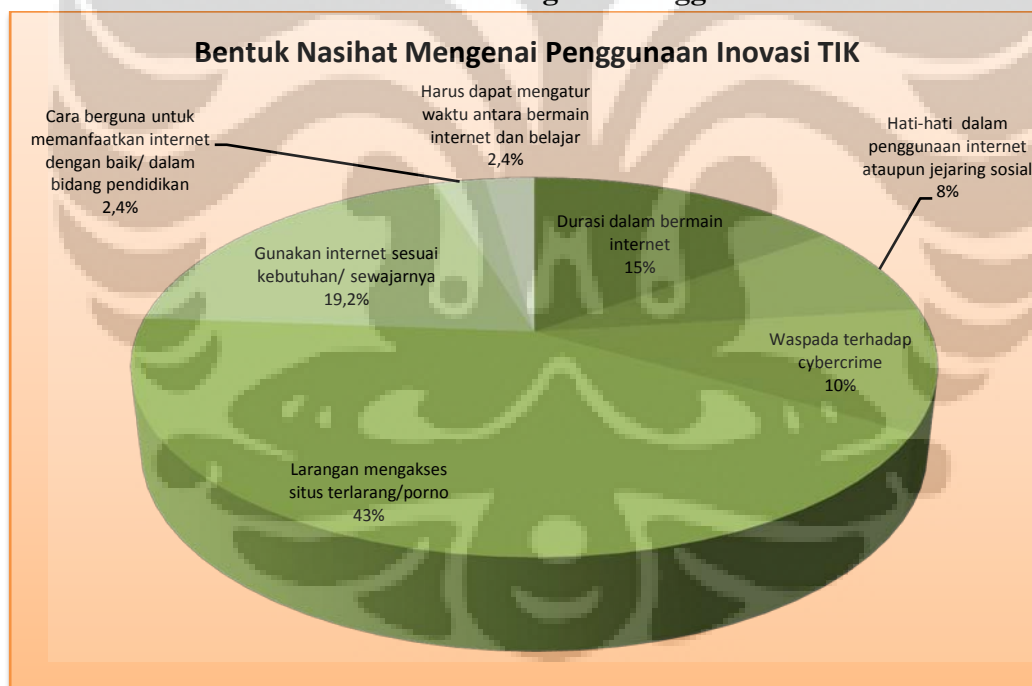 Bentuk Nasihat Mengenai Penggunaan Inovasi TIK
Cara berguna untuk
memanfaatkan internet
dengan baik/ dalam
bidang pendidikan
2,4%
Harus dapat mengatur
waktu antara bermain
internet dan belajar
2,4%
Hati-hati dalam
penggunaan internet
ataupun jejaring sosial
8%
Durasi dalam bermain
internet
15%
Gunakan internet sesuai
kebutuhan/ sewajarnya
19,2%
Waspada terhadap
cybercrime
10%
Larangan mengakses
situs terlarang/porno
43%